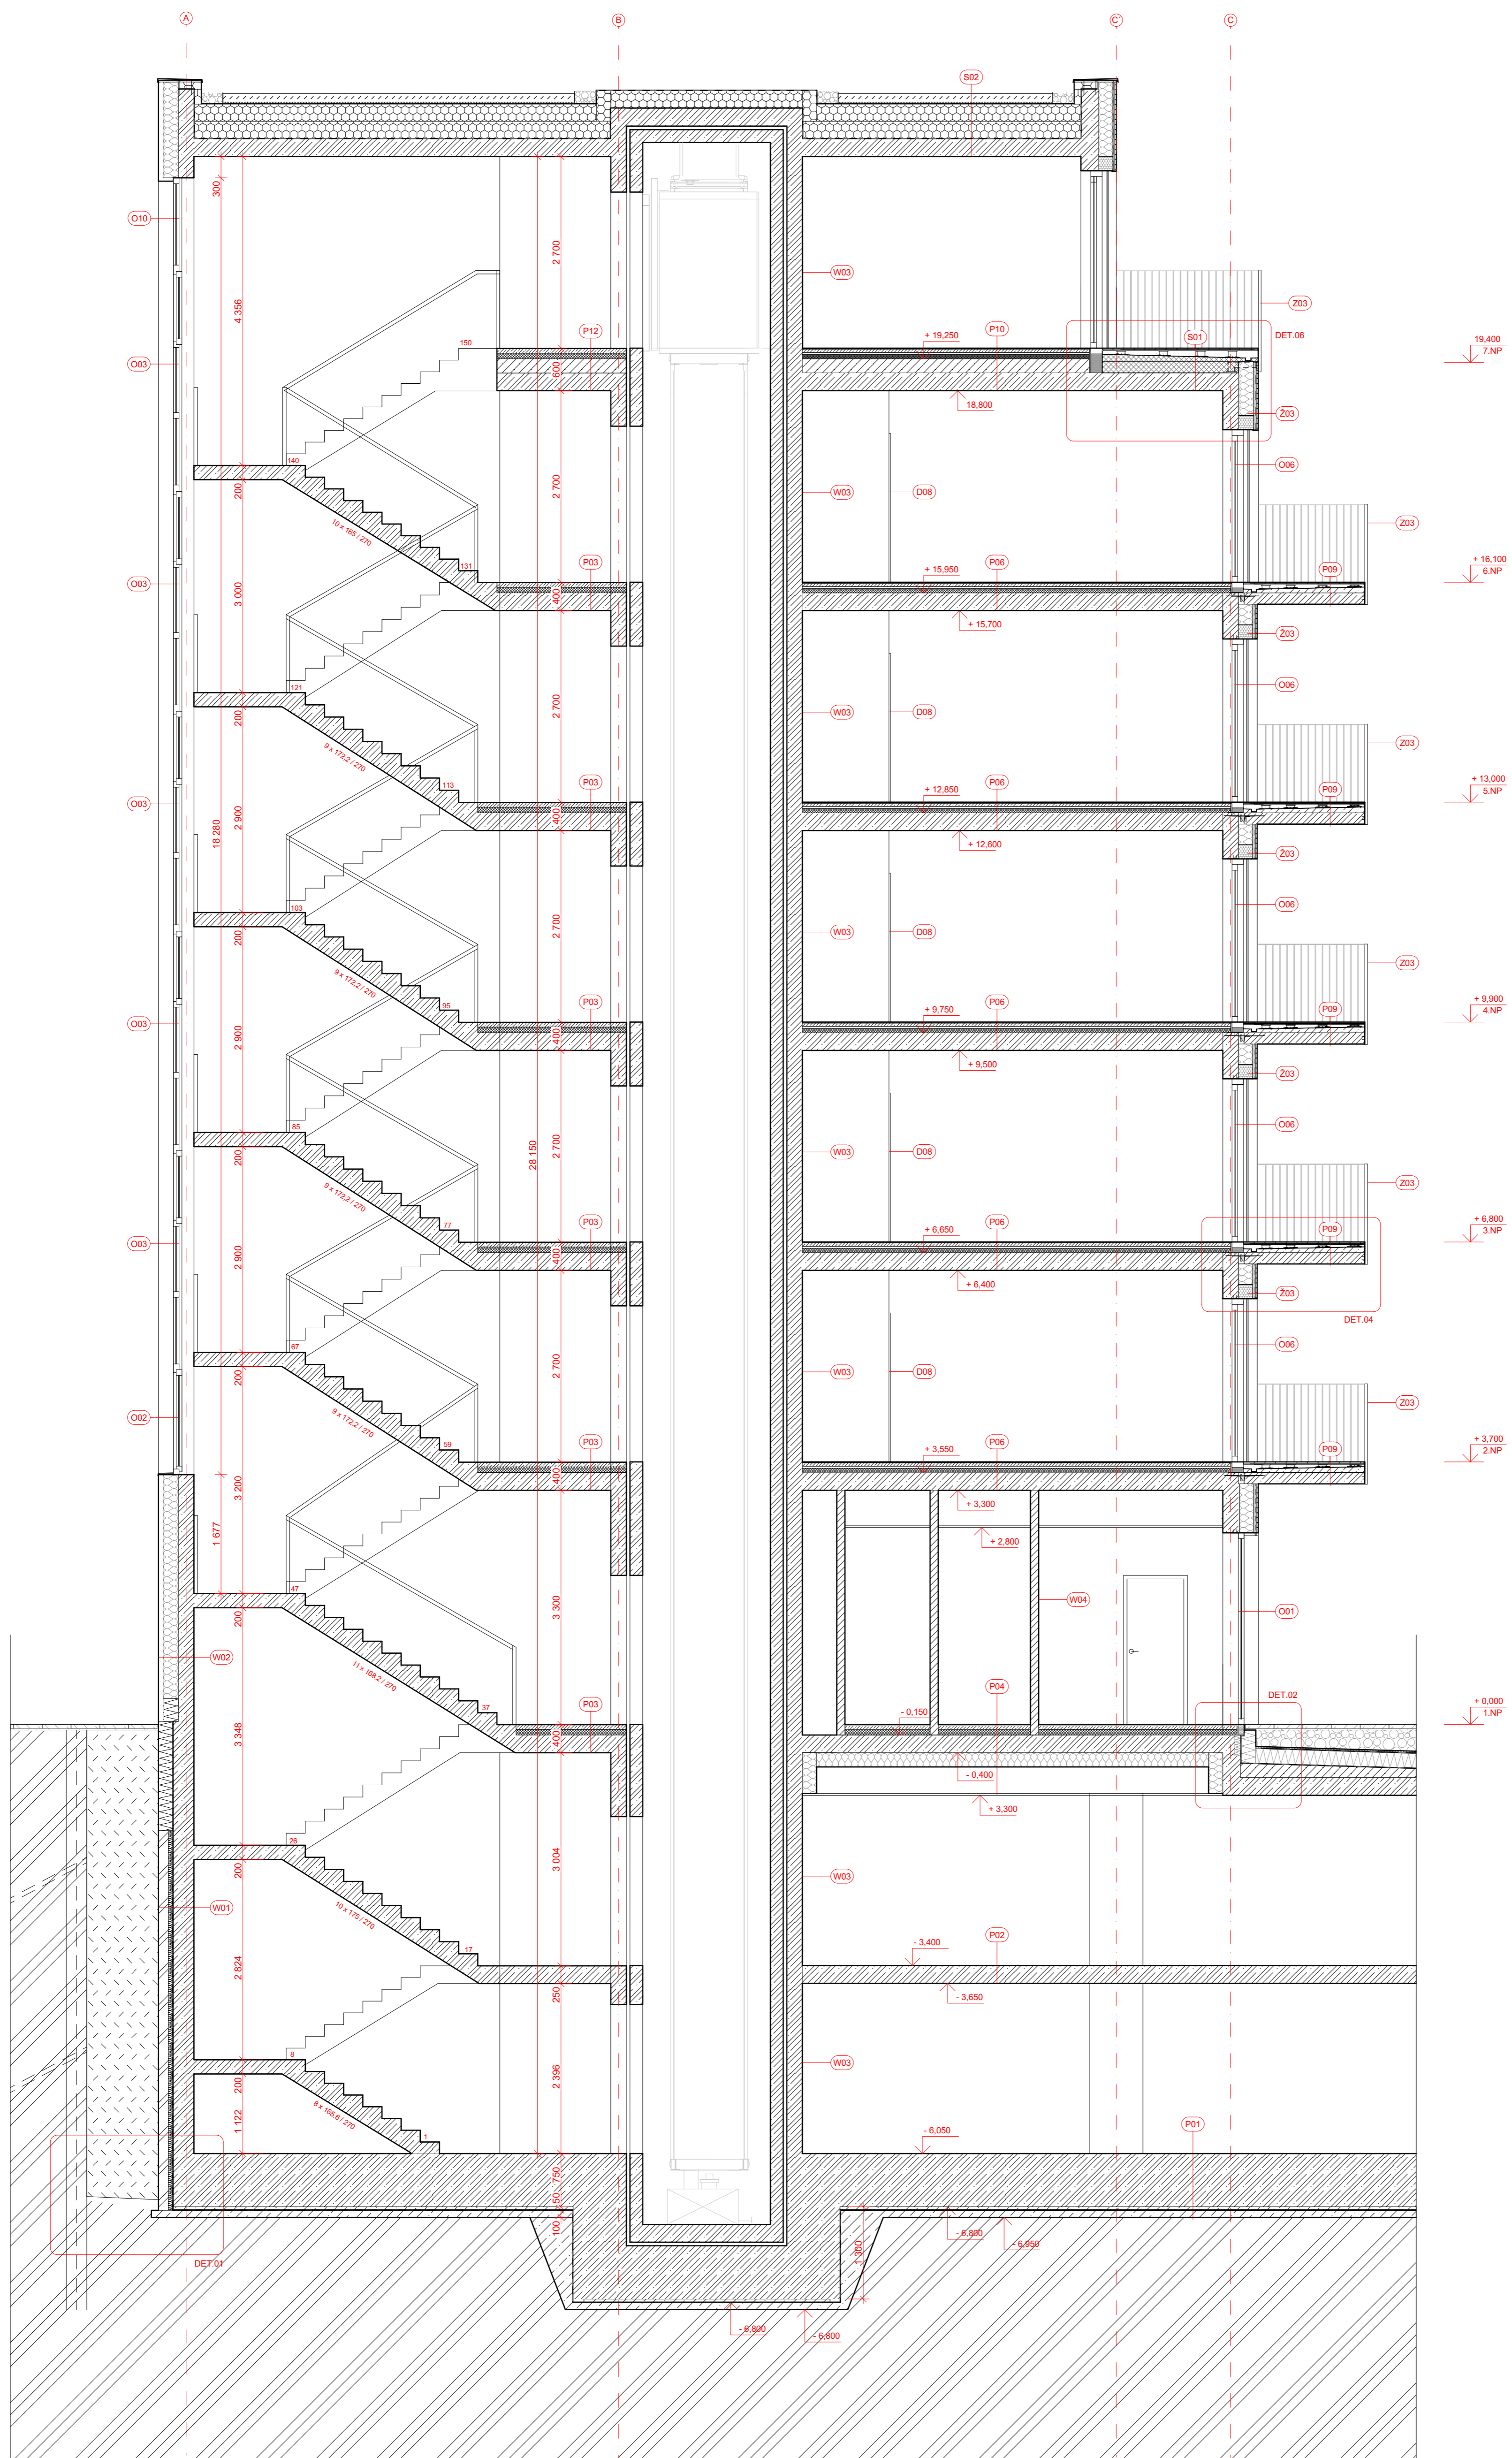 A
B
C'
C
S02
300
O10
2 700
4 356
W03
Z03
+ 19,250
P10
P12
S01
DET.06
19,400
7.NP
150
O03
600
18,800
Ž03
140
O06
200
2 700
W03
D08
10 x 165 / 270
Z03
131
P03
+ 15,950
P06
P09
+ 16,100
6.NP
O03
3 000
400
+ 15,700
Ž03
121
O06
200
2 700
W03
D08
9 x 172,2 / 270
Z03
113
P03
+ 12,850
P06
P09
+ 13,000
5.NP
O03
2 900
18 280
400
+ 12,600
Ž03
103
O06
200
2 700
W03
D08
9 x 172,2 / 270
Z03
95
P03
+ 9,750
P06
P09
+ 9,900
4.NP
O03
2 900
400
+ 9,500
Ž03
85
O06
200
28 150
2 700
W03
D08
9 x 172,2 / 270
Z03
77
P03
+ 6,650
P06
P09
+ 6,800
3.NP
O03
2 900
400
+ 6,400
Ž03
DET.04
67
O06
200
2 700
W03
D08
9 x 172,2 / 270
Z03
O02
59
P03
+ 3,550
P06
P09
+ 3,700
2.NP
3 200
400
+ 3,300
1 677
+ 2,800
47
200
3 300
W04
O01
W02
11 x 168,2 / 270
37
P03
P04
DET.02
- 0,150
+ 0,000
1.NP
3 348
400
- 0,400
+ 3,300
26
200
3 004
W03
W01
10 x 175 / 270
17
P02
- 3,400
2 824
250
- 3,650
8
200
2 396
W03
8 x 165,6 / 270
1 122
1
P01
- 6,050
750
50
100
1 300
- 6,800
- 6,950
DET.01
- 6,800
- 6,800